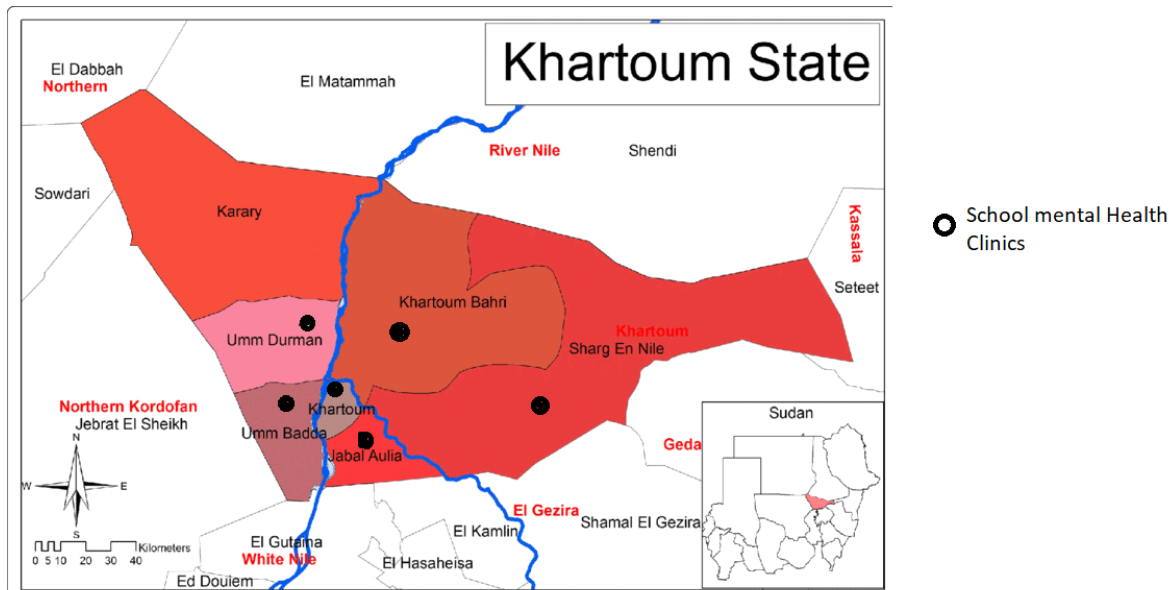 Khartoum State
El Dabbah
Northern
El Matammah
River Nile
Shendi
Sowdari
Karary
Kassala
School mental Health
Clinics
Seteet
Khartoum Bahri
Umm Durman
Khartoum
Sharg En Nile
Northern Kordofan
Jebrat El Sheikh
Khartoum
Umm Badda
Jabal Aulia
Sudan
Geda
N
W
E
S
El Gezira
Shamal El Gezira
El Kamlin
El Gutaina
White Nile
El Hasaheisa
Ed Douiem
Kilometers
0 5 10 20 30 40